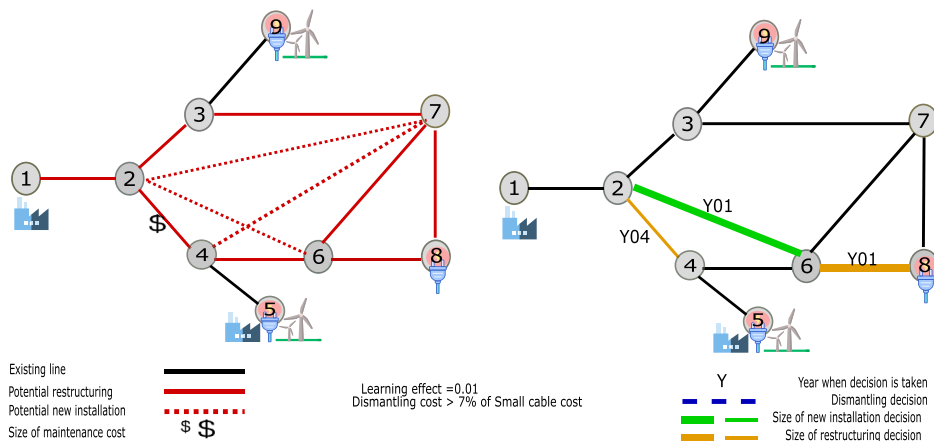 9
3
7
1
2
$
4
6
8
5
Existing line
Potential restructuring
Potential new installation
Size of maintenance cost
$ $
Learning effect =0.01
Dismantling cost > 7% of Small cable cost
9
3
7
1
2
Y01
Y04
4
6
Y01
8
5
Y
Year when decision is taken
Dismantling decision
Size of new installation decision
Size of restructuring decision